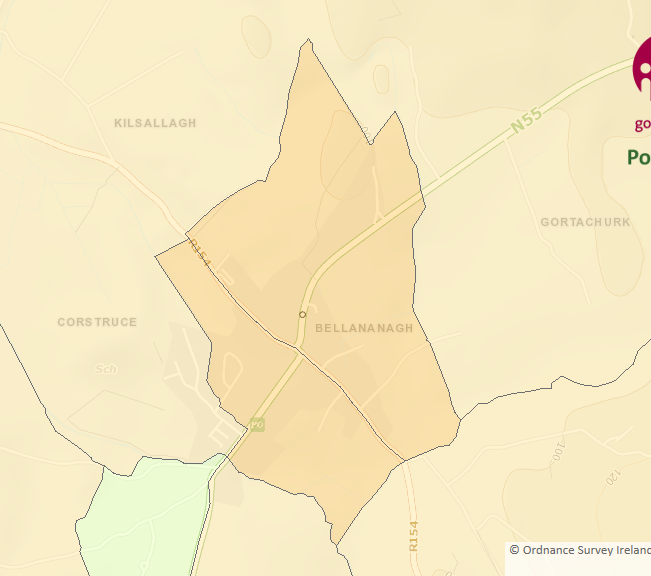 go
Po
N55
KILSALLAGH
GORTACHURK
R154
BELLANANAGH
CORSTRUCE
Sch
PO
100
120
R154
© Ordnance Survey Ireland